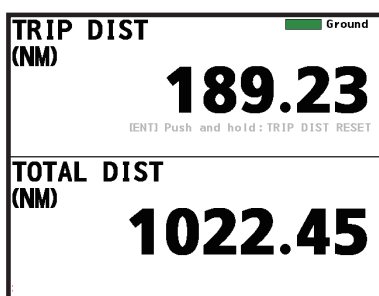 TRIP DIST
Ground
(NM)
189.23
[ENT] Push and hold : TRIP DIST RESET
TOTAL DIST
(NM)
1022.45